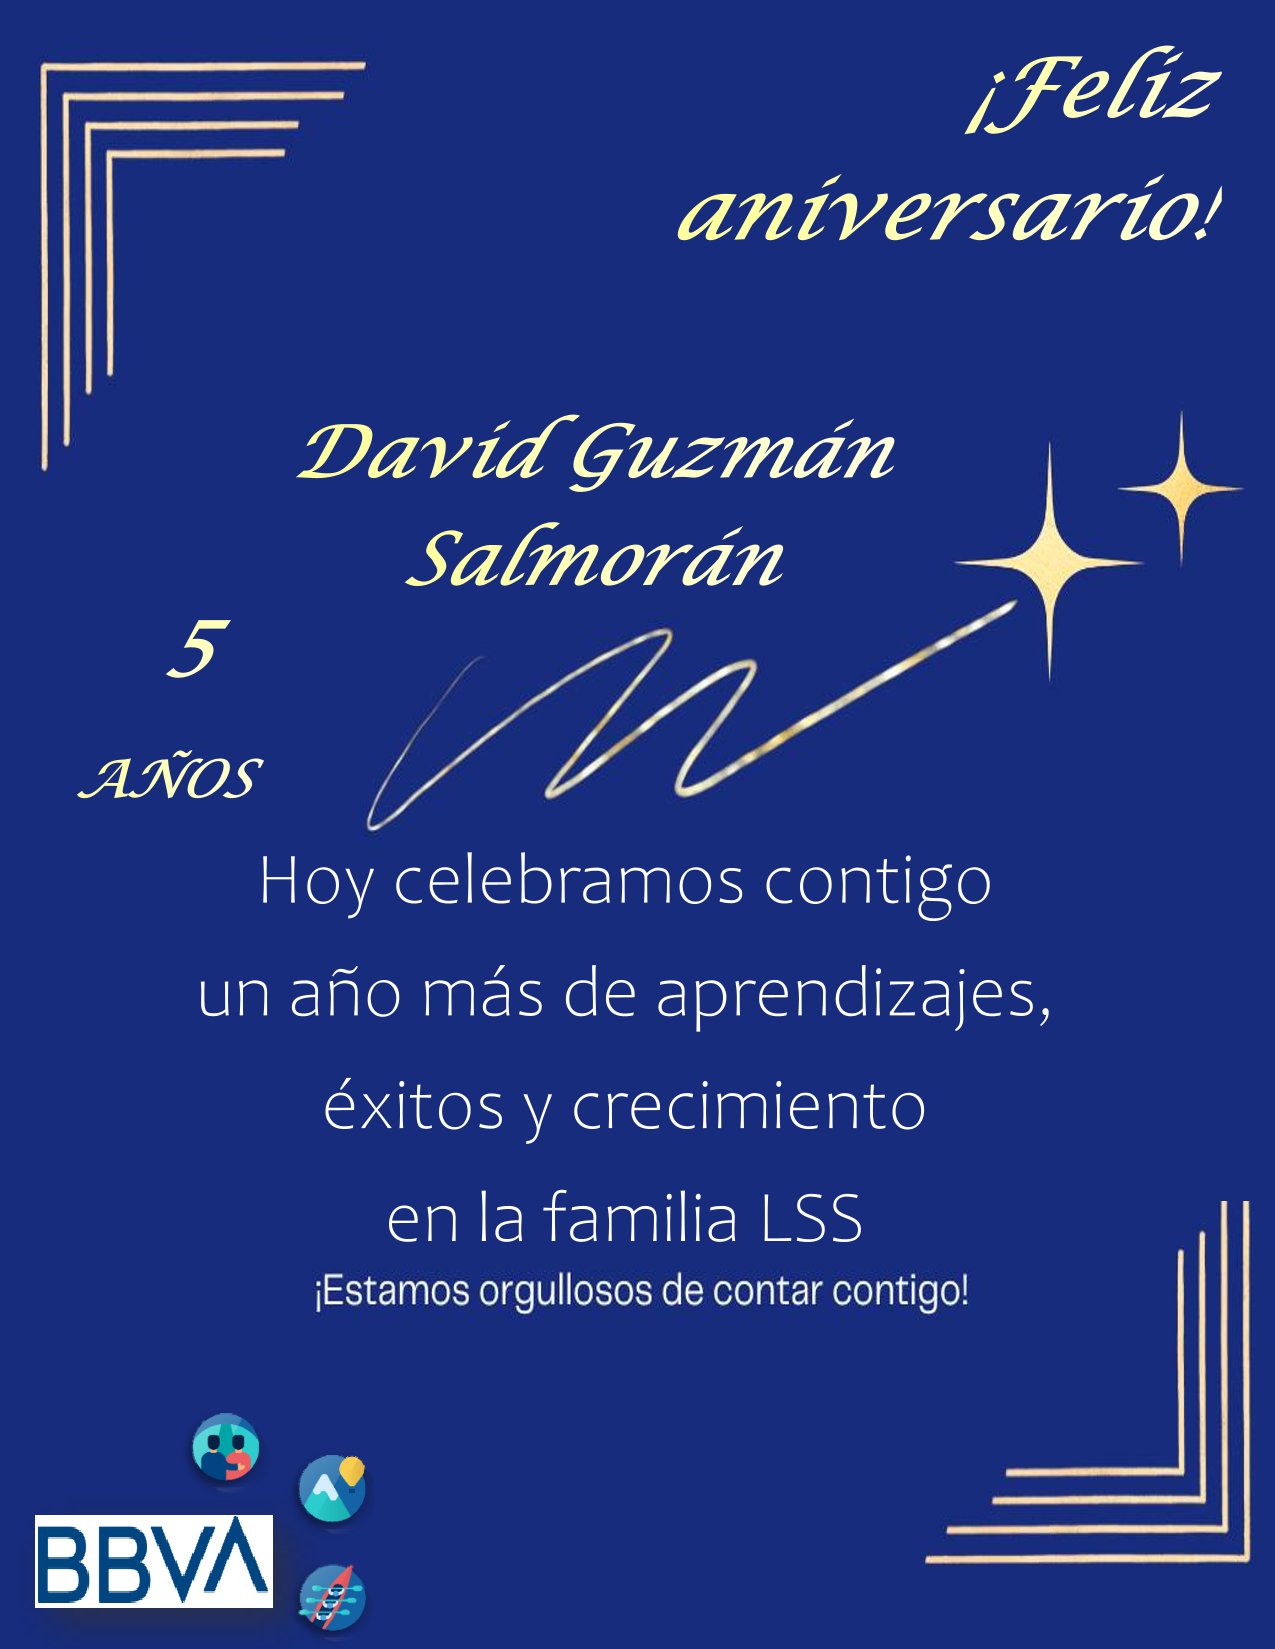 ¡Feliz
aniversario!
David Guzmán
Salmorán
5
AÑOS
Hoy celebramos contigo
un año más de aprendizajes,
éxitos y crecimiento
en la familia LSS
¡Estamos orgullosos de contar contigo!
BBVA